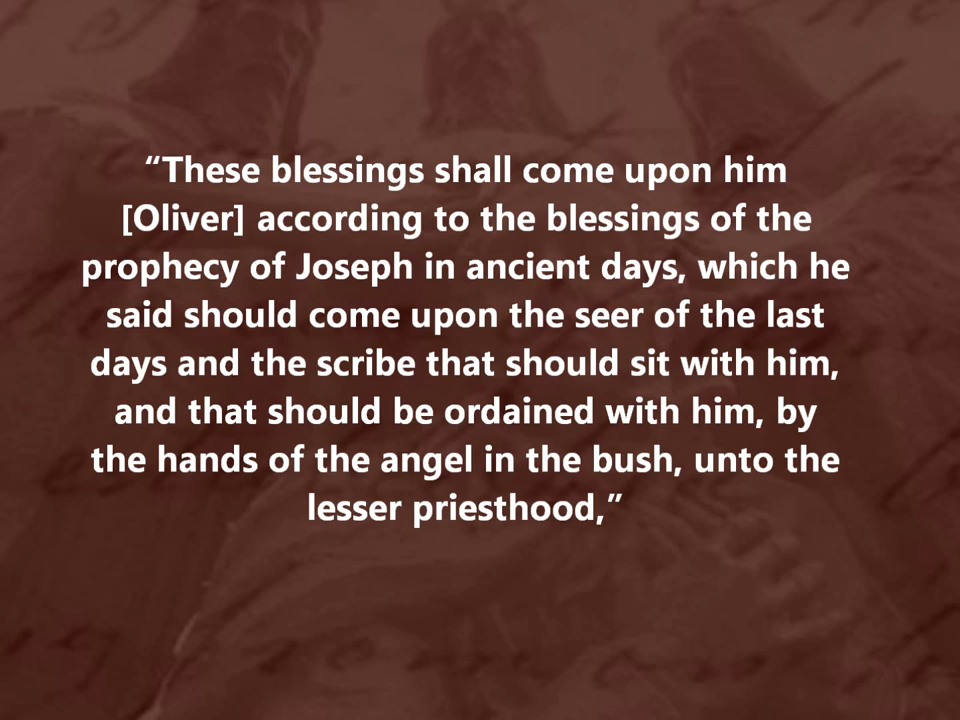 “These blessings shall come upon him
[Oliver] according to the blessings of the
prophecy of Joseph in ancient days, which he
said should come upon the seer of the last
days and the scribe that should sit with him,
and that should be ordained with him, by
the hands of the angel in the bush, unto the
lesser priesthood,”